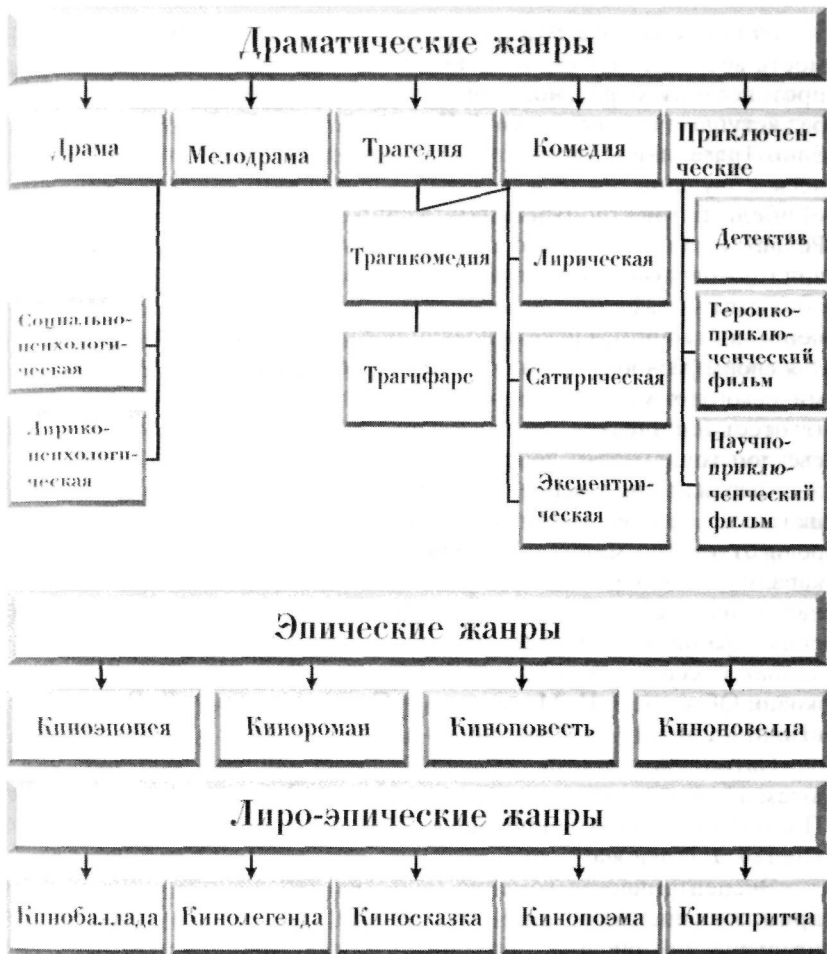 Драматические жанры
Драма
Мелодрама
Трагедия
Комедия
Приключен-
ческие
Социально-
психологи-
ческая
Лирико-
психологи-
ческая
Трагикомедия
Трагифарс
Лирическая
Сатирическая
Эксцентри-
ческая
Детектив
Героико-
приклю-
ченческий
фильм
Научно-
приклю-
ченческий
фильм
Эпические жанры
Киноэпопея
Кинороман
Киноповесть
Киноновелла
Лиро-эпические жанры
Кинобаллада
Кинолегенда
Киносказка
Кинопоэма
Кинопритча